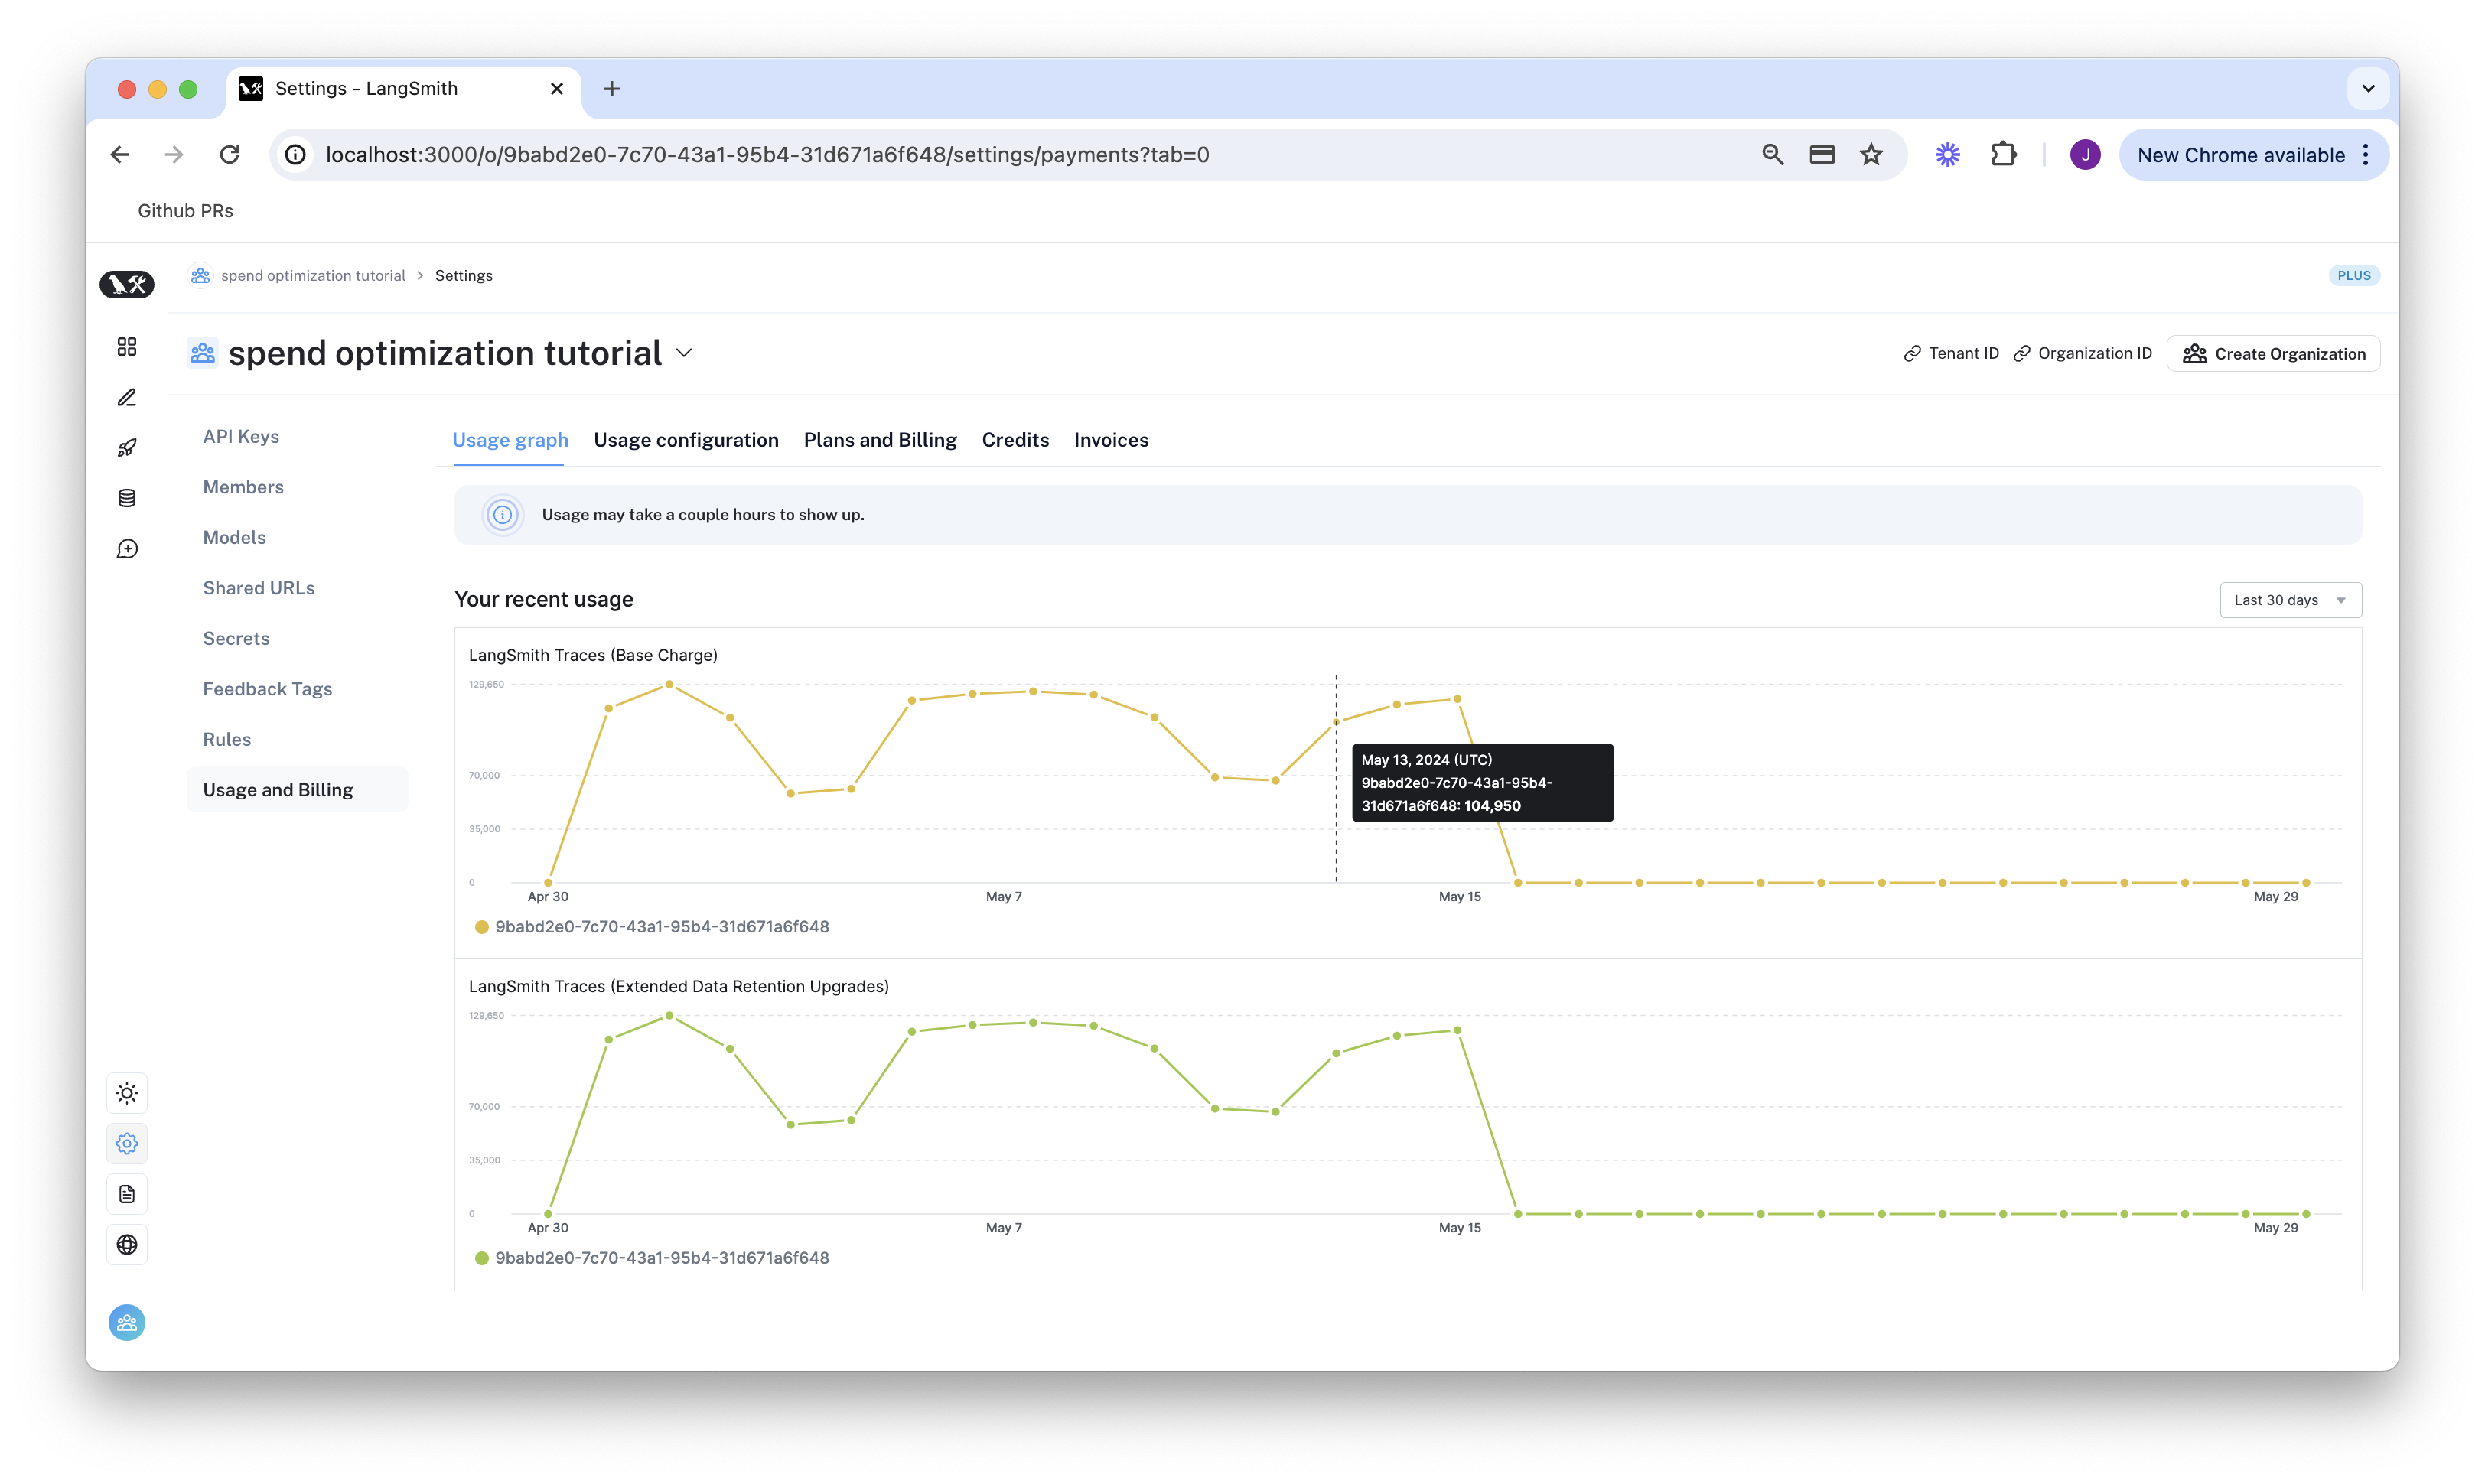 Settings - LangSmith
localhost:3000/o/9babd2e0-7c70-43a1-95b4-31d671a6f648/settings/payments?tab=0
J
New Chrome available
Github PRs
spend optimization tutorial > Settings
PLUS
spend optimization tutorial
Tenant ID
Organization ID
Create Organization
API Keys
Members
Models
Shared URLs
Secrets
Feedback Tags
Rules
Usage and Billing
Usage graph
Usage configuration
Plans and Billing
Credits
Invoices
Usage may take a couple hours to show up.
Your recent usage
Last 30 days
LangSmith Traces (Base Charge)
129,650
70,000
35,000
0
May 13, 2024 (UTC)
9babd2e0-7c70-43a1-95b4-
31d671a6f648: 104,950
Apr 30
May 7
May 15
May 29
9babd2e0-7c70-43a1-95b4-31d671a6f648
LangSmith Traces (Extended Data Retention Upgrades)
129,650
70,000
35,000
0
Apr 30
May 7
May 15
May 29
9babd2e0-7c70-43a1-95b4-31d671a6f648